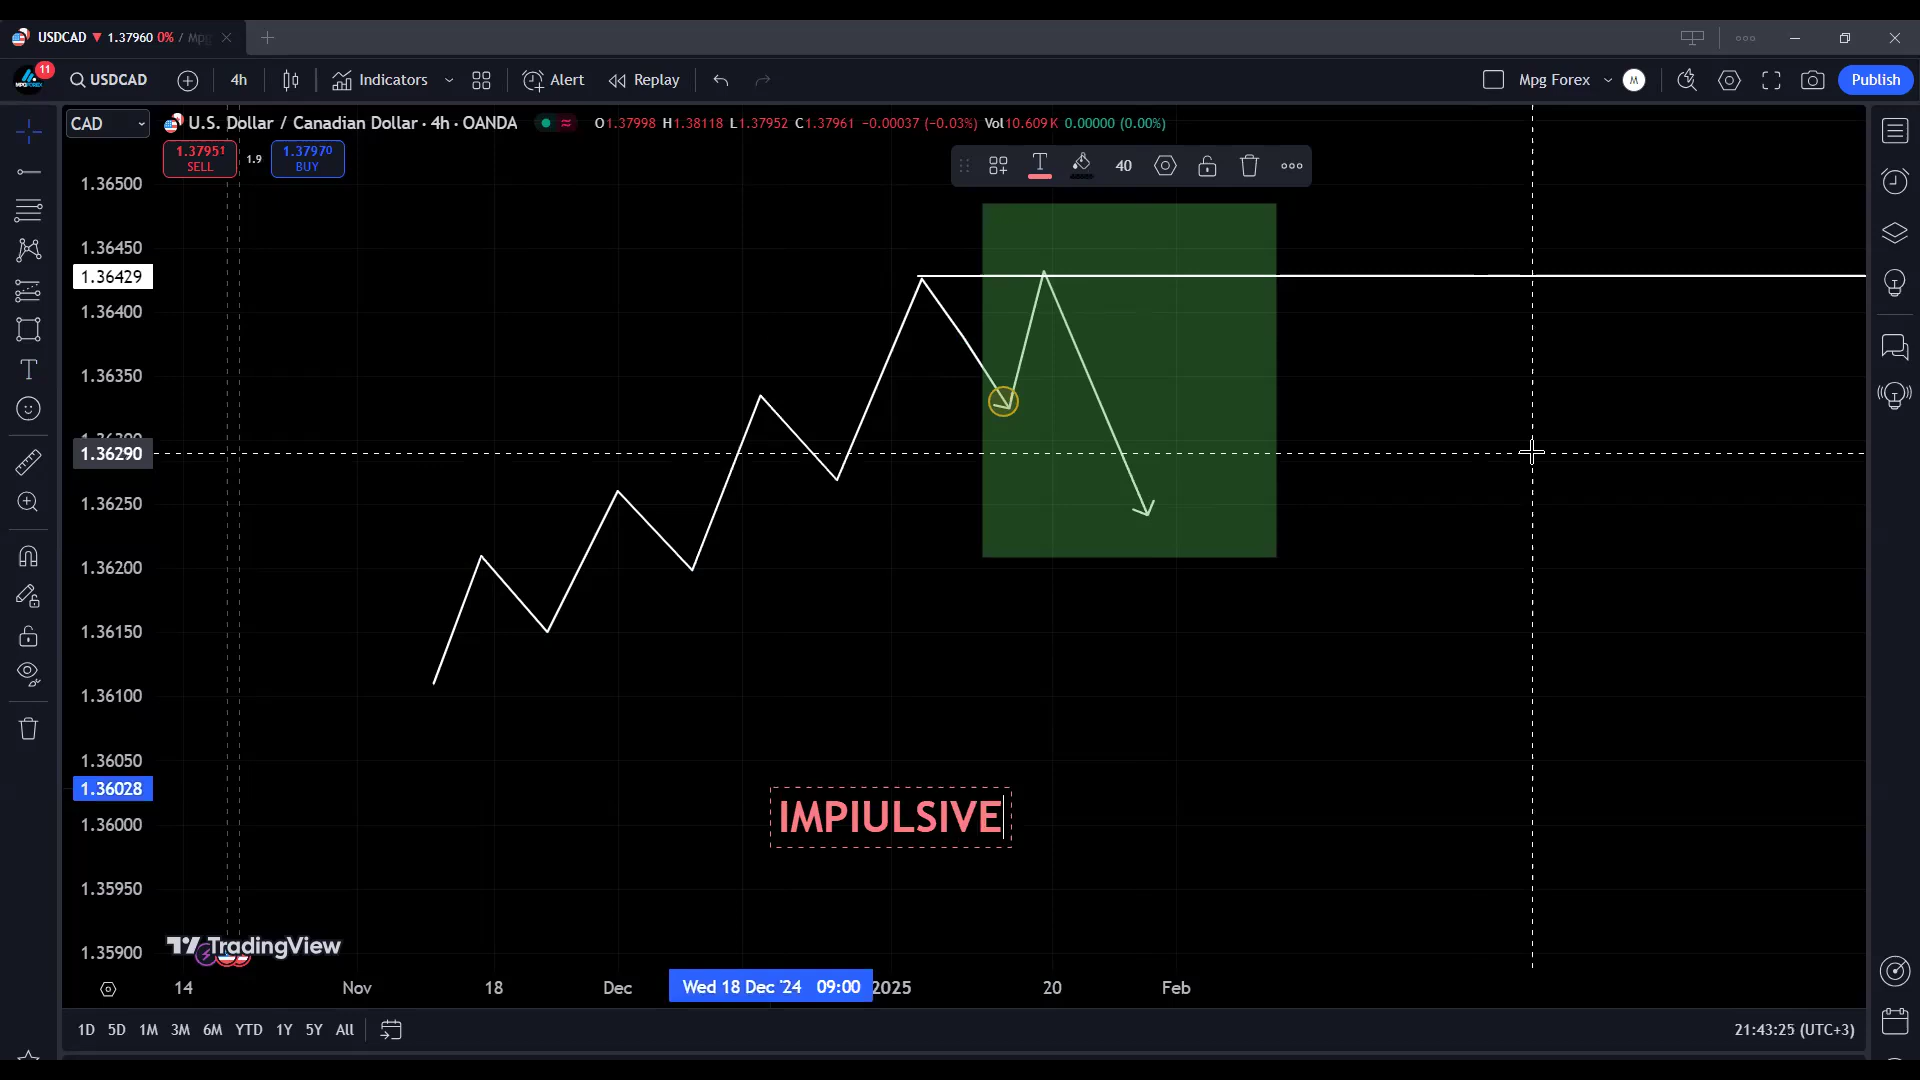 USDCAD ▼ 1.37960 0% / Mpg
11
MPGFOREX
USDCAD
4h
Indicators
Alert
Replay
Mpg Forex
M
Publish
CAD
U.S. Dollar / Canadian Dollar · 4h · OANDA
O1.37998 H1.38118 L1.37952 C1.37961 −0.00037 (−0.03%) Vol10.609K 0.00000 (0.00%)
1.37951
SELL
1.9
1.37970
BUY
40
1.36500
1.36450
1.36429
1.36400
1.36350
1.36290
1.36250
1.36200
1.36150
1.36100
1.36050
1.36028
1.36000
1.35950
1.35900
IMPIULSIVE
TradingView
14
Nov
18
Dec
Wed 18 Dec '24 09:00
2025
20
Feb
1D 5D 1M 3M 6M YTD 1Y 5Y All
21:43:25 (UTC+3)